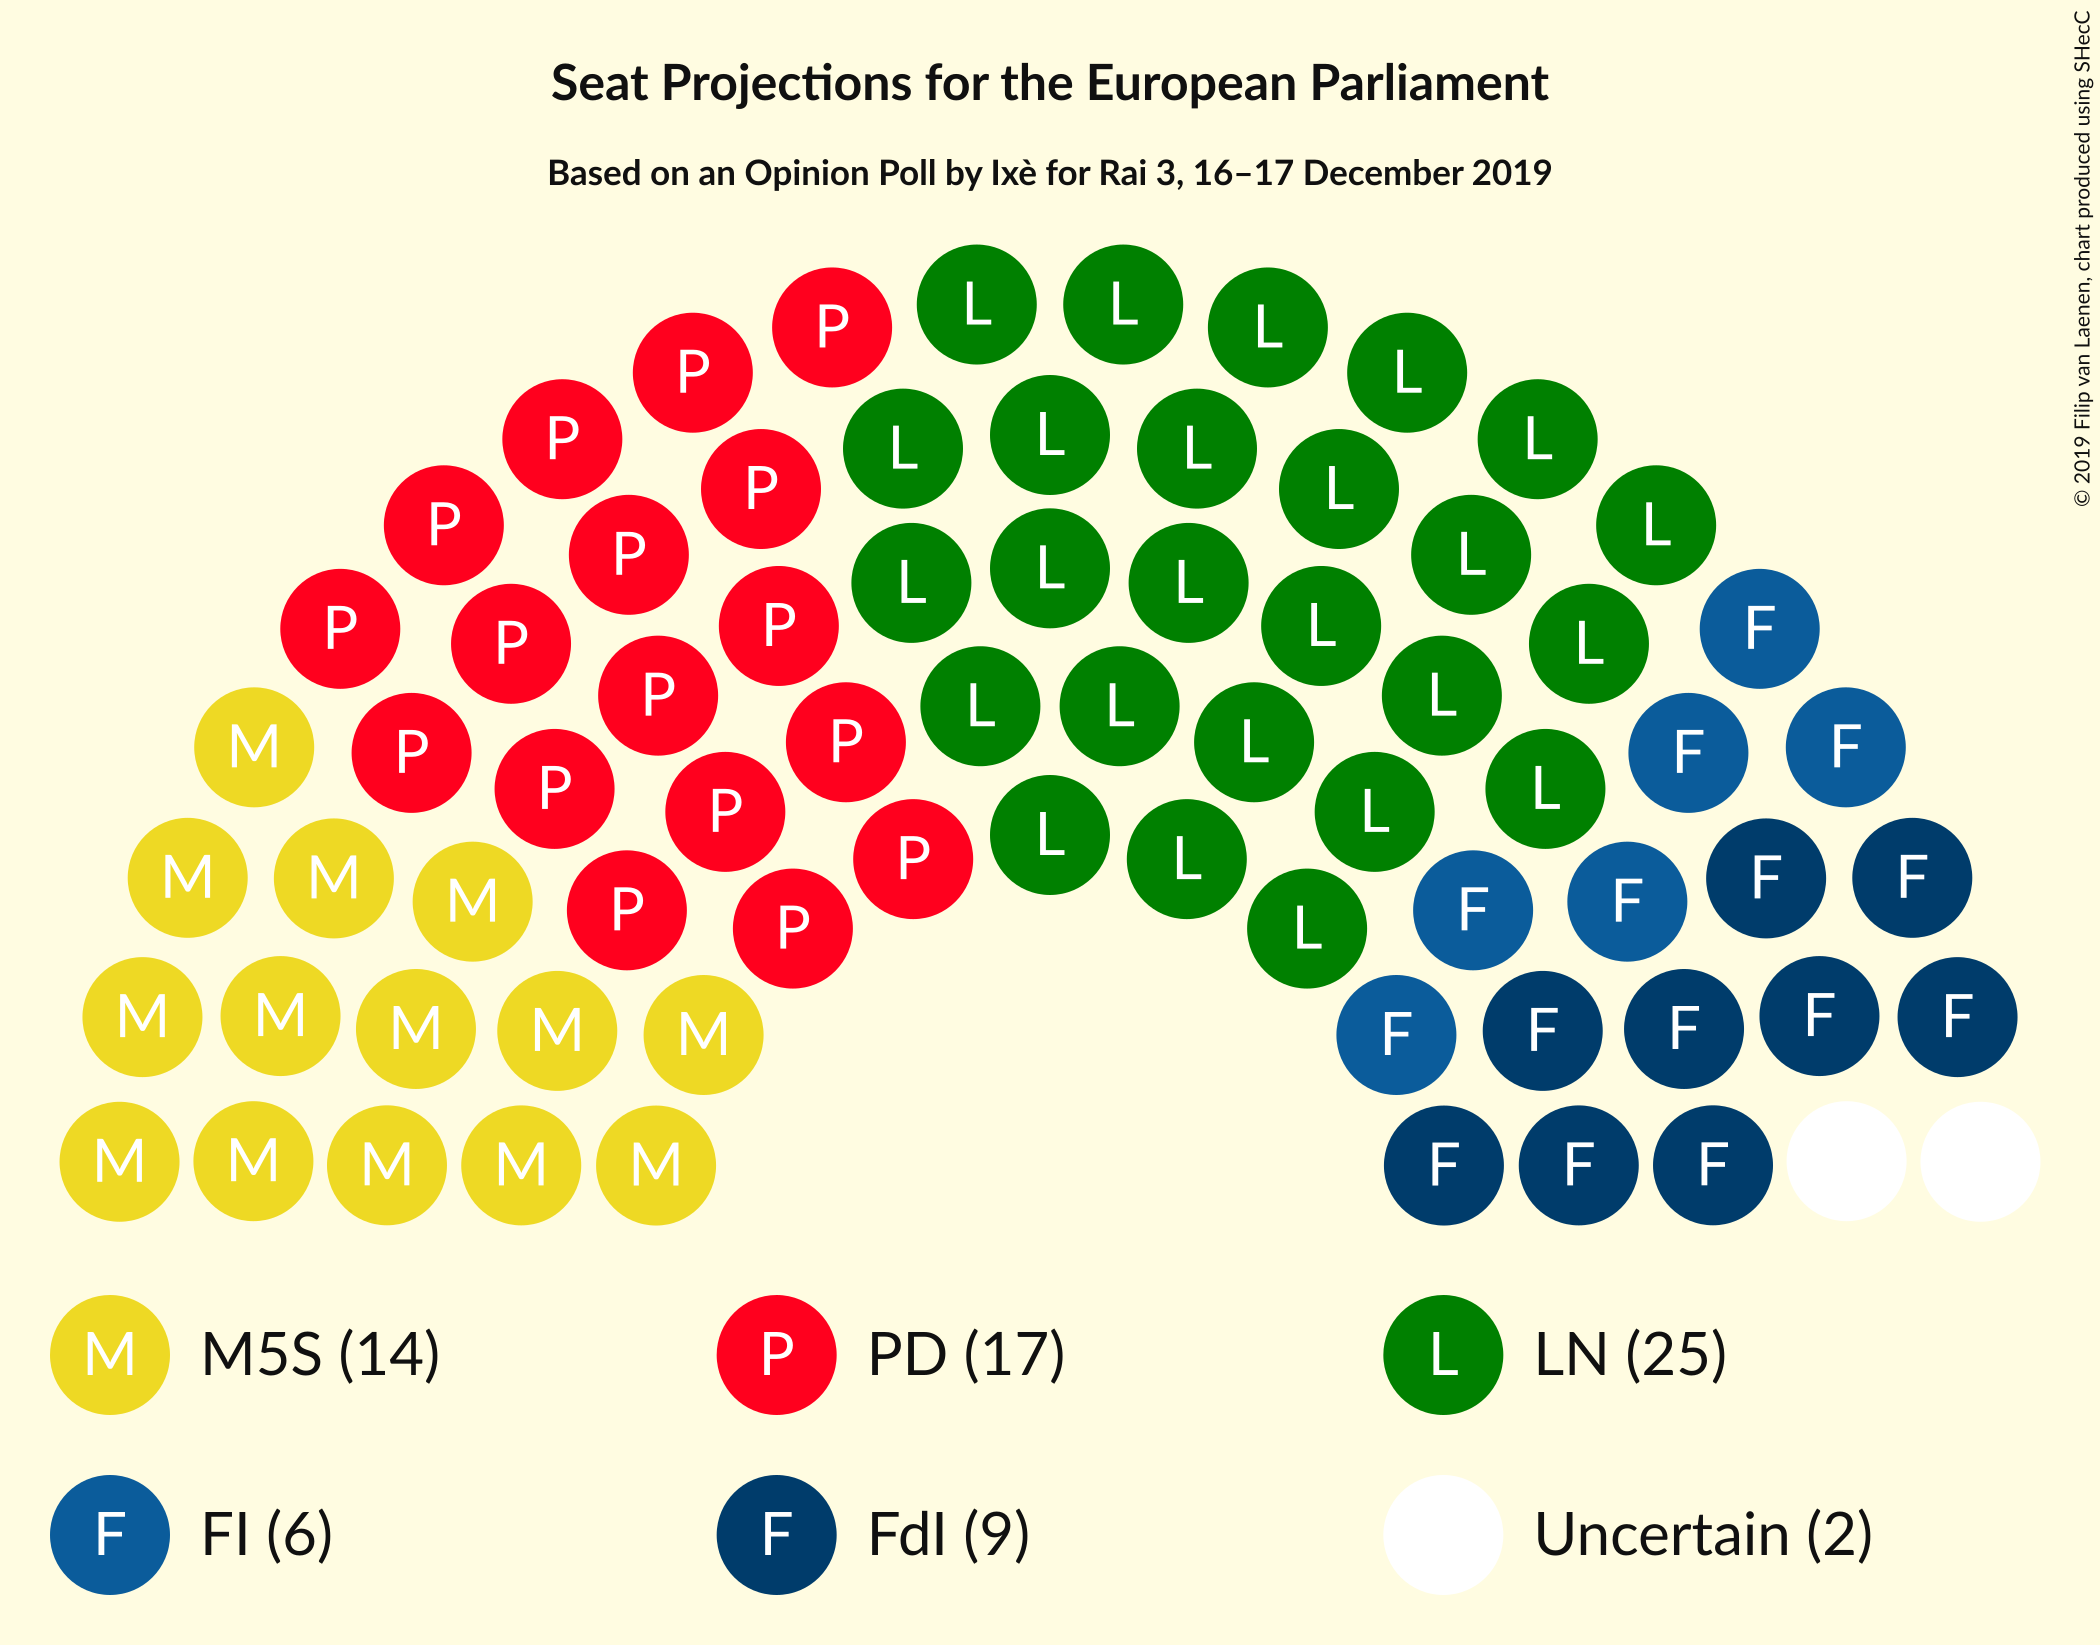 Seat Projections for the European Parliament
Based on an Opinion Poll by Ixè for Rai 3, 16–17 December 2019
© 2019 Filip van Laenen, chart produced using SHecC
L L
P L
P L
L
P L L L
P L
P L
P L
L L L
P L
P L
P F
P L
P L
L L
P L
M F
P F
P L
P L
P L
L
M M F F
M F
P F
P L
M M F F
M F
M F
M F
M M F F
M M M F F F
M M5S (14)
P PD (17)
L LN (25)
F FI (6)
F FdI (9)
Uncertain (2)